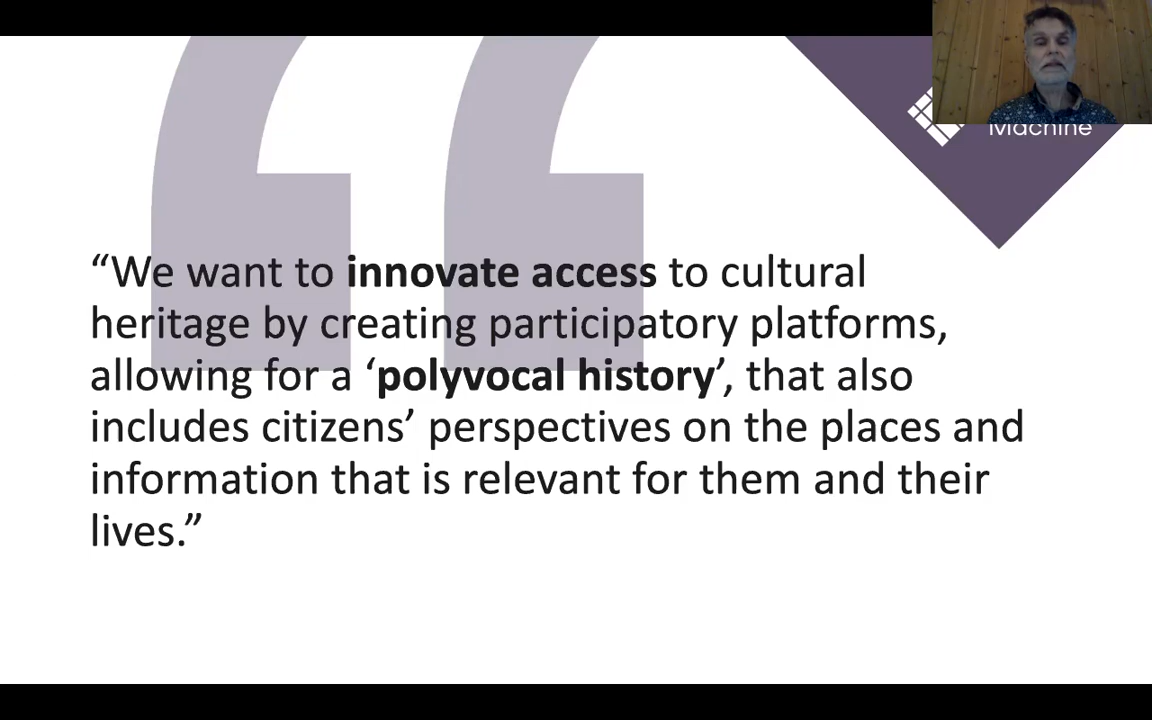 Machine
“We want to innovate access to cultural
heritage by creating participatory platforms,
allowing for a ‘polyvocal history’, that also
includes citizens’ perspectives on the places and
information that is relevant for them and their
lives.”